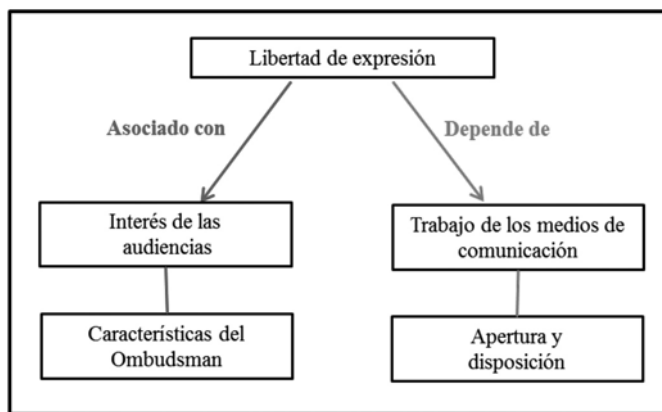 Libertad de expresión
Asociado con
Depende de
Interés de las
audiencias
Trabajo de los medios de
comunicación
Características del
Ombudsman
Apertura y
disposición